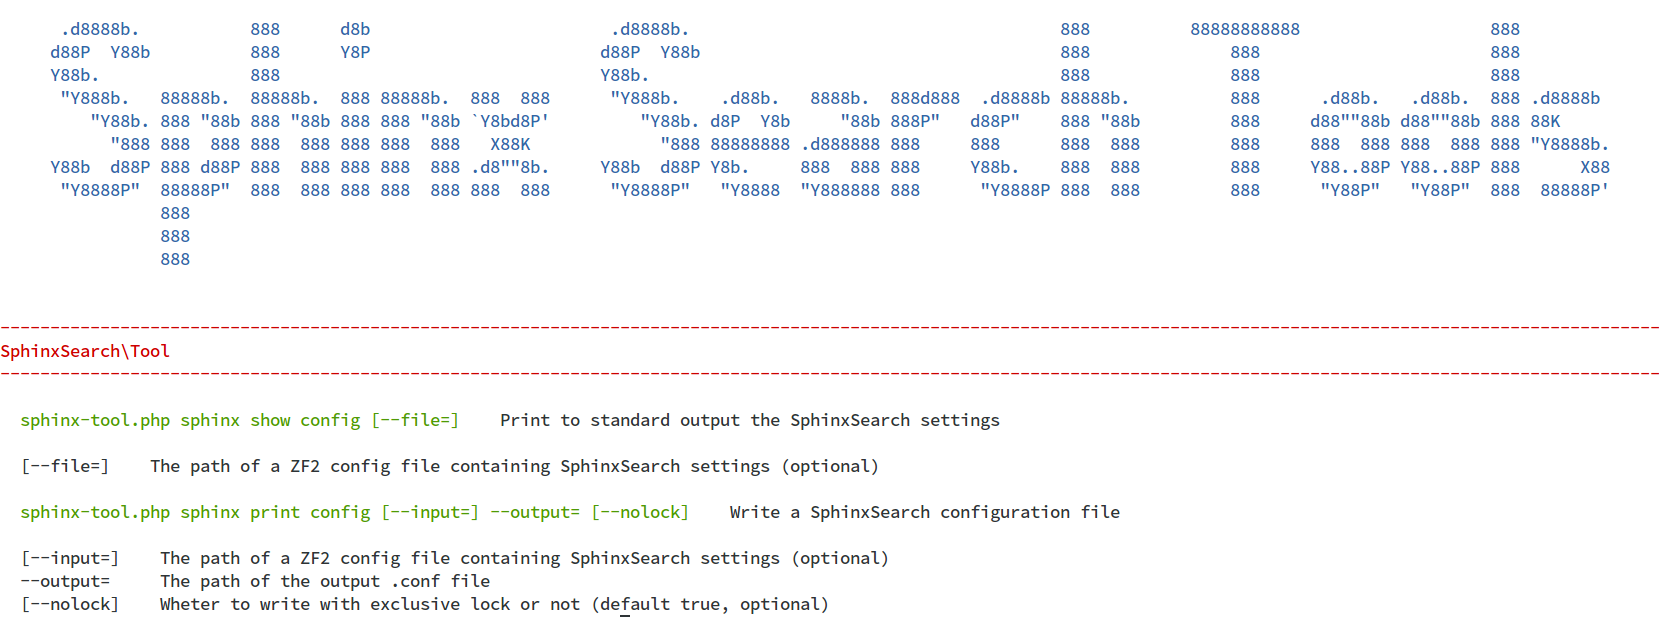 .d8888b.           888      d8b                        .d8888b.                                     888          88888888888                       888
d88P  Y88b          888      Y8P                       d88P  Y88b                                    888              888                           888
Y88b.               888                                Y88b.                                         888              888                           888
 "Y888b.   88888b.  88888b.  888 88888b.  888  888      "Y888b.    .d88b.   8888b.  888d888  .d8888b 88888b.          888      .d88b.   .d88b.  888 .d8888b
    "Y88b. 888 "88b 888 "88b 888 888 "88b `Y8bd8P'         "Y88b. d8P  Y8b     "88b 888P"   d88P"    888 "88b         888     d88""88b d88""88b 888 88K
      "888 888  888 888  888 888 888  888   X88K             "888 88888888 .d888888 888     888      888  888         888     888  888 888  888 888 "Y8888b.
Y88b  d88P 888 d88P 888  888 888 888  888 .d8""8b.     Y88b  d88P Y8b.     888  888 888     Y88b.    888  888         888     Y88..88P Y88..88P 888      X88
 "Y8888P"  88888P"  888  888 888 888  888 888  888      "Y8888P"   "Y8888  "Y888888 888      "Y8888P 888  888         888      "Y88P"   "Y88P"  888  88888P'
           888
           888
           888
SphinxSearch\Tool
sphinx-tool.php sphinx show config [--file=]    Print to standard output the SphinxSearch settings
[--file=]    The path of a ZF2 config file containing SphinxSearch settings (optional)
sphinx-tool.php sphinx print config [--input=] --output= [--nolock]    Write a SphinxSearch configuration file
[--input=]    The path of a ZF2 config file containing SphinxSearch settings (optional)
--output=     The path of the output .conf file
[--nolock]    Wheter to write with exclusive lock or not (default true, optional)